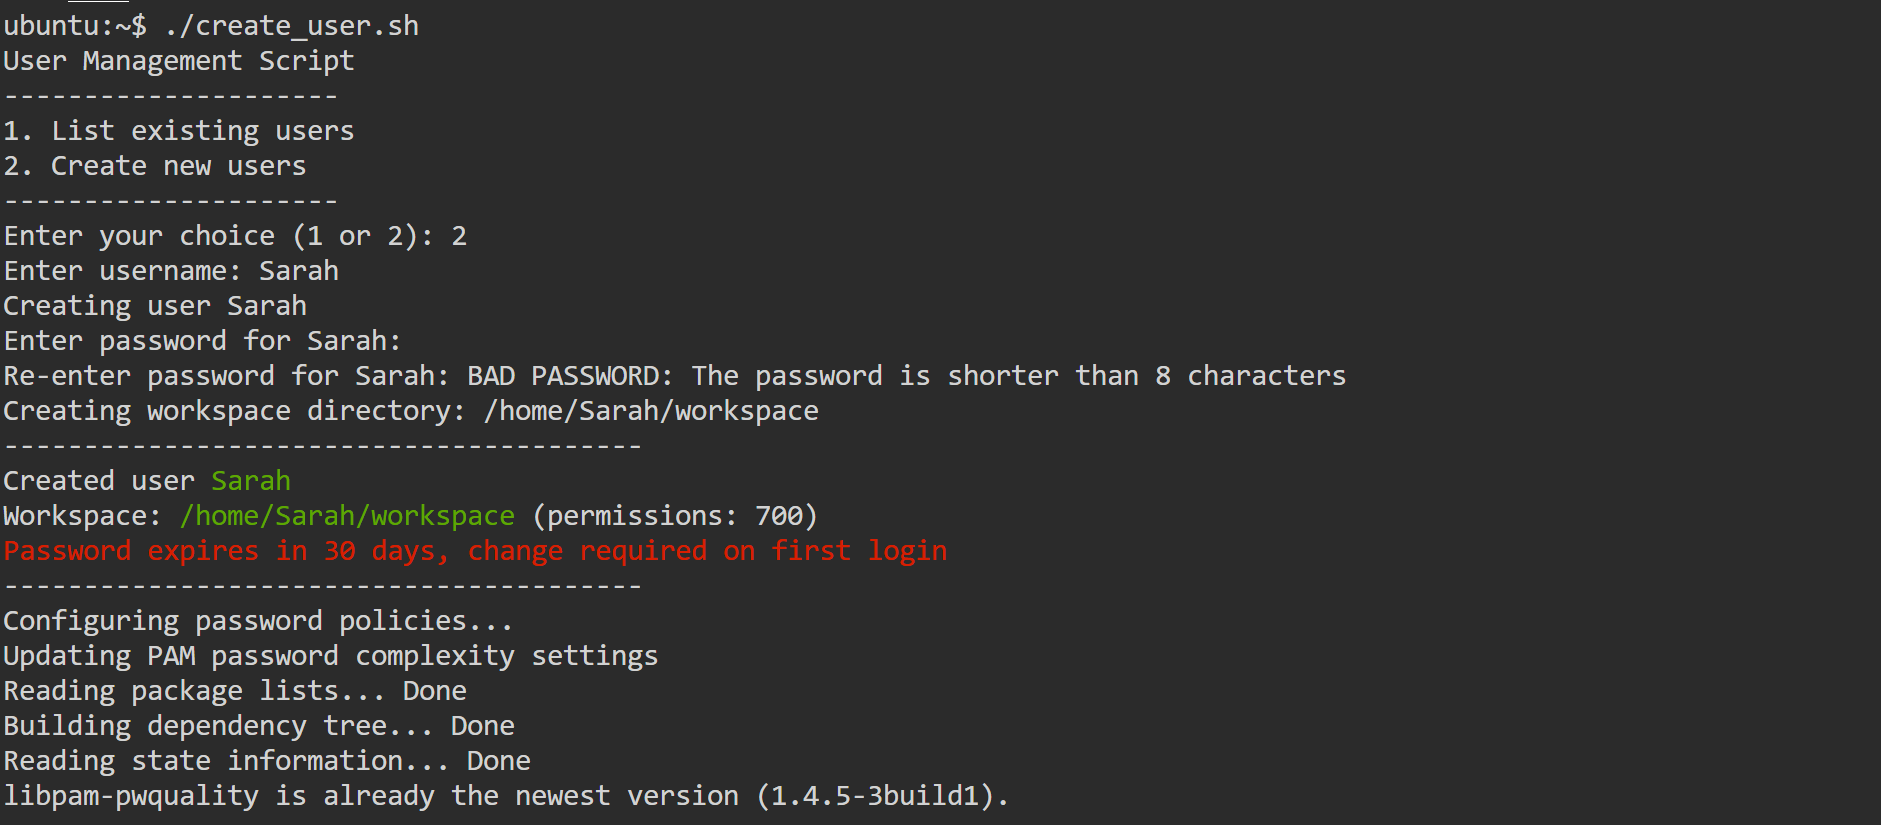 ubuntu:~$ ./create_user.sh
User Management Script
---------------------
1. List existing users
2. Create new users
---------------------
Enter your choice (1 or 2): 2
Enter username: Sarah
Creating user Sarah
Enter password for Sarah:
Re-enter password for Sarah: BAD PASSWORD: The password is shorter than 8 characters
Creating workspace directory: /home/Sarah/workspace
----------------------------------------
Created user Sarah
Workspace: /home/Sarah/workspace (permissions: 700)
Password expires in 30 days, change required on first login
----------------------------------------
Configuring password policies...
Updating PAM password complexity settings
Reading package lists... Done
Building dependency tree... Done
Reading state information... Done
libpam-pwquality is already the newest version (1.4.5-3build1).